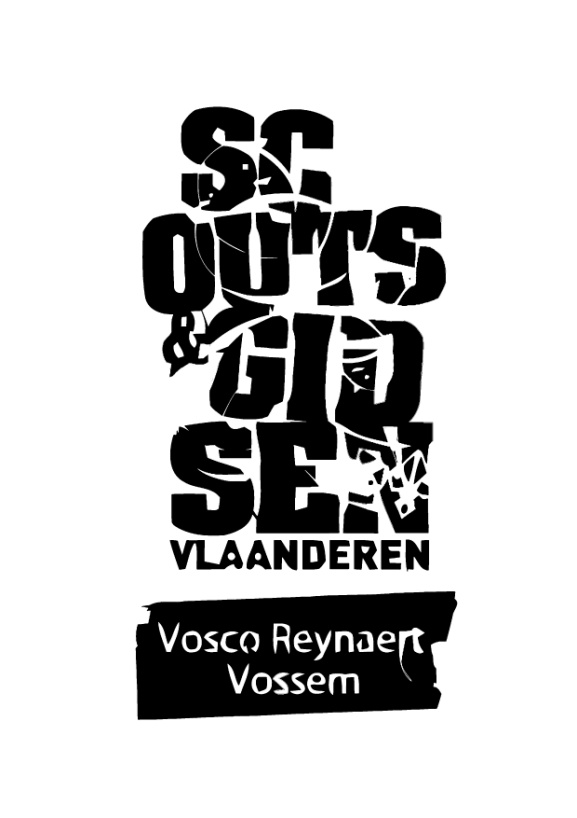 SC
OUTS
& GID
SEN
VLAANDEREN
Vosco Reynaert
Vossem